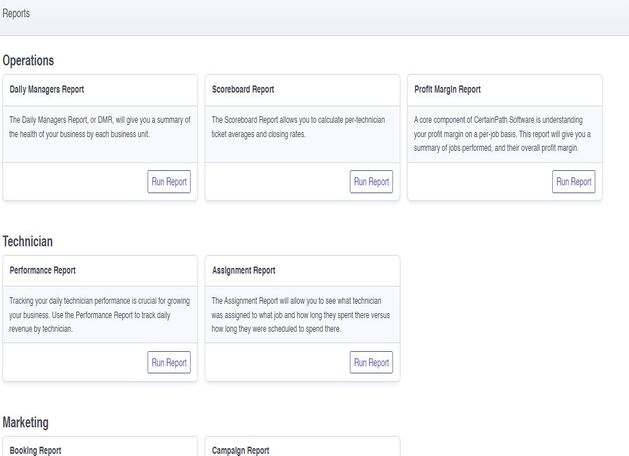 Reports
Operations
Daily Managers Report
The Daily Managers Report, or DMR, will give you a summary of
the health of your business by each business unit.
Run Report
Scoreboard Report
The Scoreboard Report allows you to calculate per-technician
ticket averages and closing rates.
Run Report
Profit Margin Report
A core component of CertainPath Software is understanding
your profit margin on a per-job basis. This report will give you a
summary of jobs performed, and their overall profit margin.
Run Report
Technician
Performance Report
Tracking your daily technician performance is crucial for growing
your business. Use the Performance Report to track daily
revenue by technician.
Run Report
Assignment Report
The Assignment Report will allow you to see what technician
was assigned to what job and how long they spent there versus
how long they were scheduled to spend there.
Run Report
Marketing
Booking Report
Campaign Report